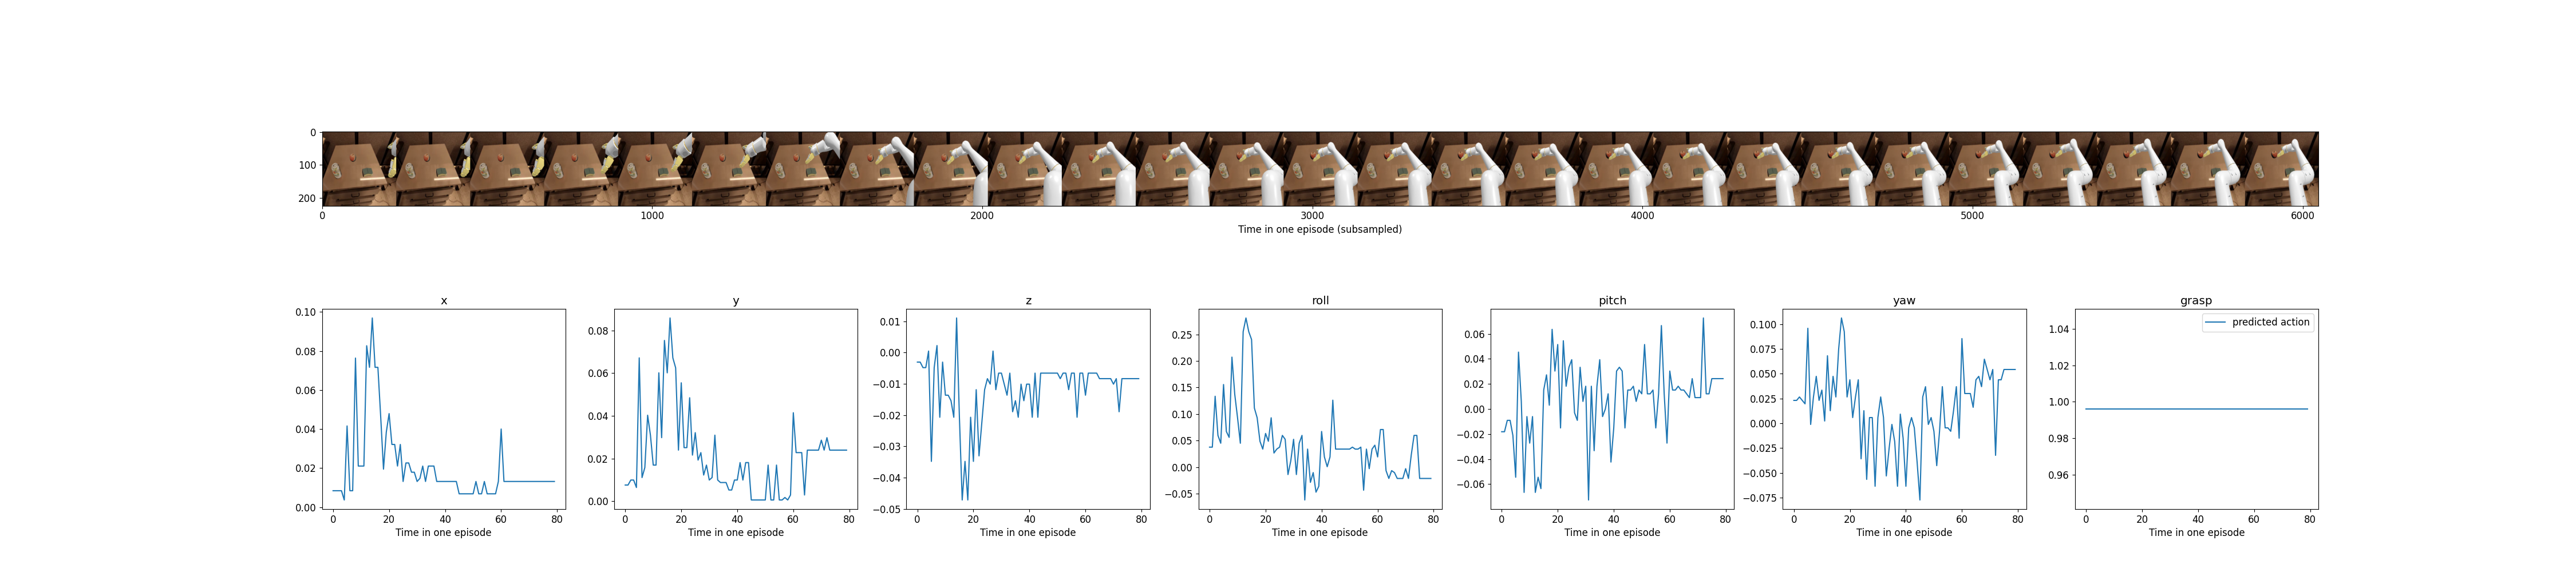 0
100
200
0 1000 2000 3000 4000 5000 6000
Time in one episode (subsampled)
x
0.10
0.08
0.06
0.04
0.02
0.00
0 20 40 60 80
Time in one episode
y
0.08
0.06
0.04
0.02
0.00
0 20 40 60 80
Time in one episode
z
0.01
0.00
−0.01
−0.02
−0.03
−0.04
−0.05
0 20 40 60 80
Time in one episode
roll
0.25
0.20
0.15
0.10
0.05
0.00
−0.05
0 20 40 60 80
Time in one episode
pitch
0.06
0.04
0.02
0.00
−0.02
−0.04
−0.06
0 20 40 60 80
Time in one episode
yaw
0.100
0.075
0.050
0.025
0.000
−0.025
−0.050
−0.075
0 20 40 60 80
Time in one episode
grasp
predicted action
1.04
1.02
1.00
0.98
0.96
0 20 40 60 80
Time in one episode